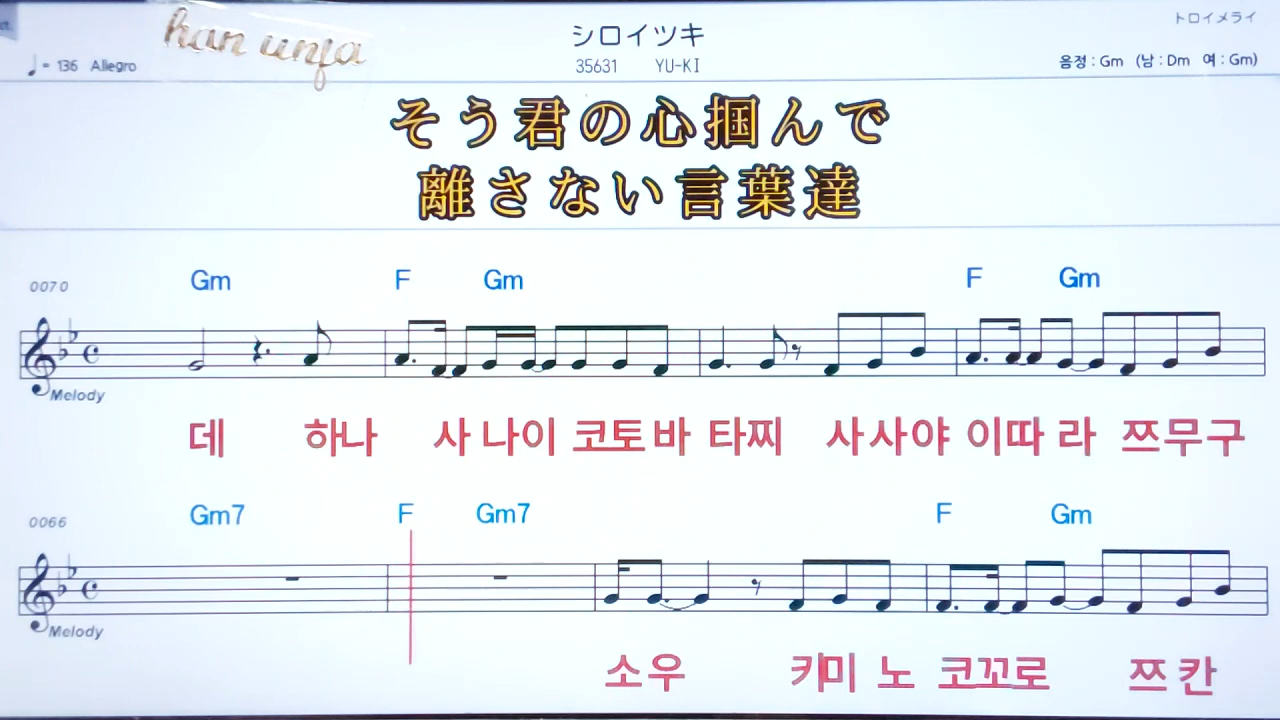 han unja
シロイツキ
トロイメライ
♩= 136 Allegro
35631 YU-KI
음정 : Gm (남 : Dm 여 : Gm)
そう君の心掴んで
離さない言葉達
0070 Gm F Gm F Gm
Melody
데 하나 사나이 코토바 타찌 사사야 이따라 쯔무구
0066 Gm7 F Gm7 F Gm
Melody
소우 키미 노 코꼬로 쯔칸